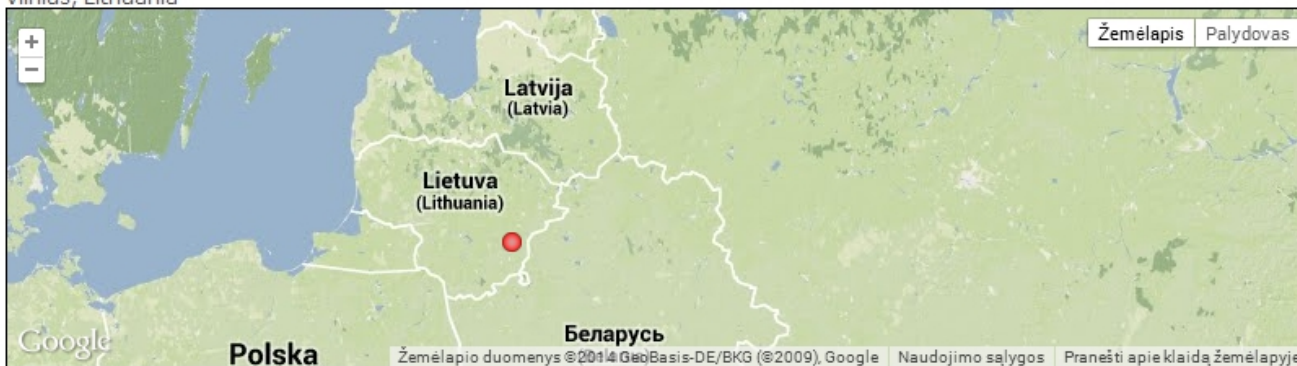 Vilnius, Lithuania
+
−
Žemėlapis Palydovas
Latvija
(Latvia)
Lietuva
(Lithuania)
Беларусь
Google
Polska
Žemėlapio duomenys ©2014 GeoBasis-DE/BKG (©2009), Google Naudojimo sąlygos Pranešti apie klaidą žemėlapyje